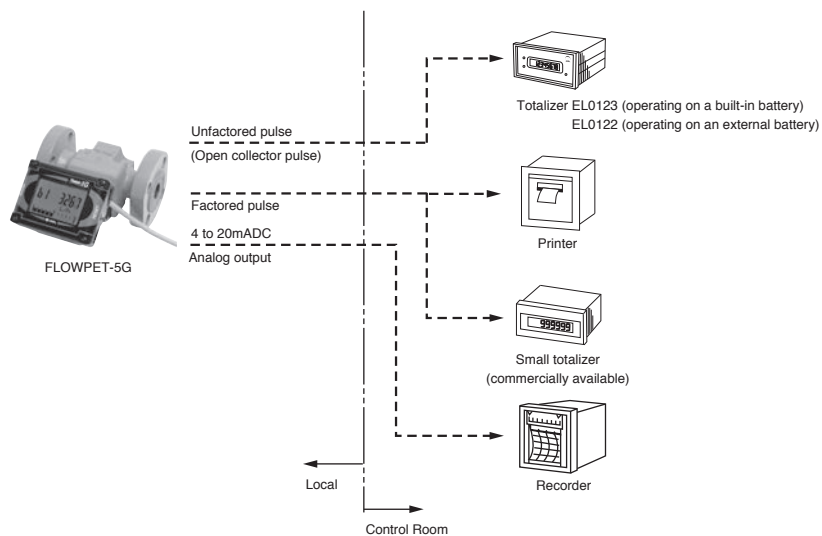 Totalizer EL0123 (operating on a built-in battery)
EL0122 (operating on an external battery)
Unfactored pulse
(Open collector pulse)
Factored pulse
4 to 20mADC
Analog output
FLOWPET-5G
Printer
999999
Small totalizer
(commercially available)
Recorder
Local
Control Room